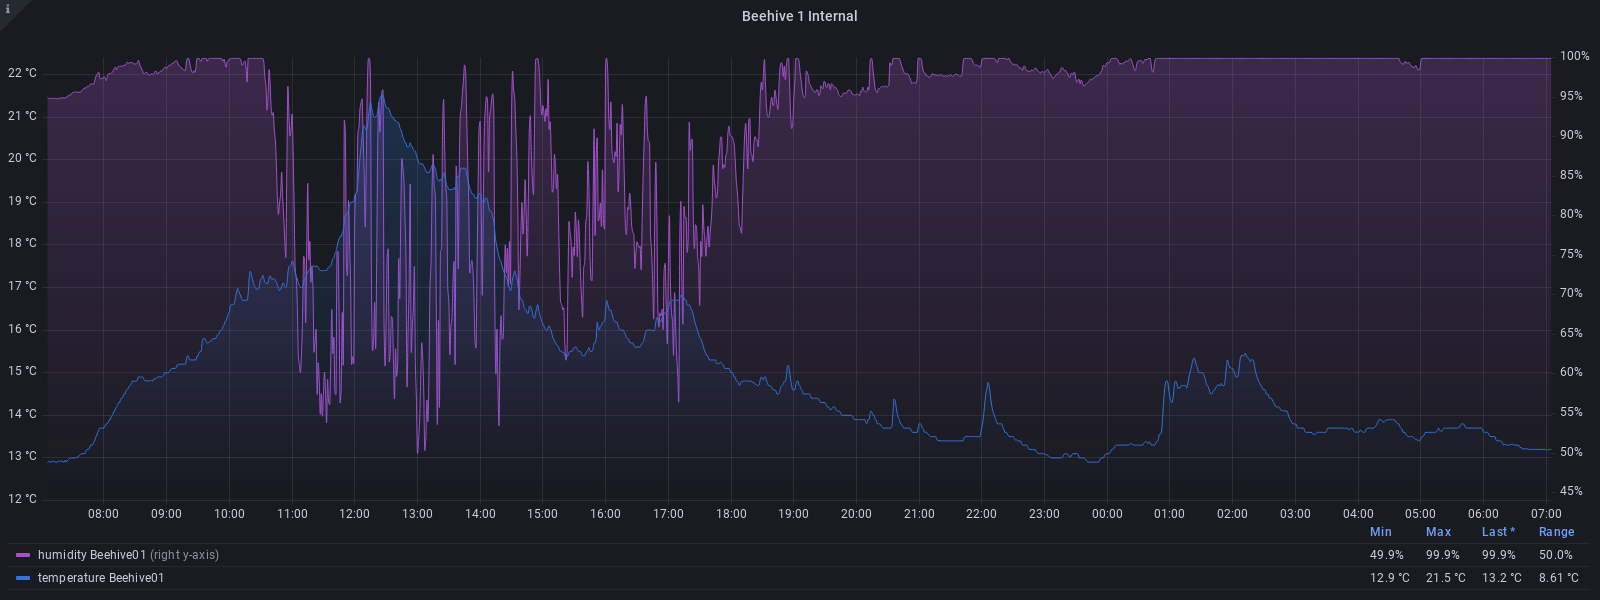 i
Beehive 1 Internal
22 °C
21 °C
20 °C
19 °C
18 °C
17 °C
16 °C
15 °C
14 °C
13 °C
12 °C
100%
95%
90%
85%
80%
75%
70%
65%
60%
55%
50%
45%
08:00 09:00 10:00 11:00 12:00 13:00 14:00 15:00 16:00 17:00 18:00 19:00 20:00 21:00 22:00 23:00 00:00 01:00 02:00 03:00 04:00 05:00 06:00 07:00
Min Max Last * Range
humidity Beehive01 (right y-axis) 49.9% 99.9% 99.9% 50.0%
temperature Beehive01 12.9 °C 21.5 °C 13.2 °C 8.61 °C